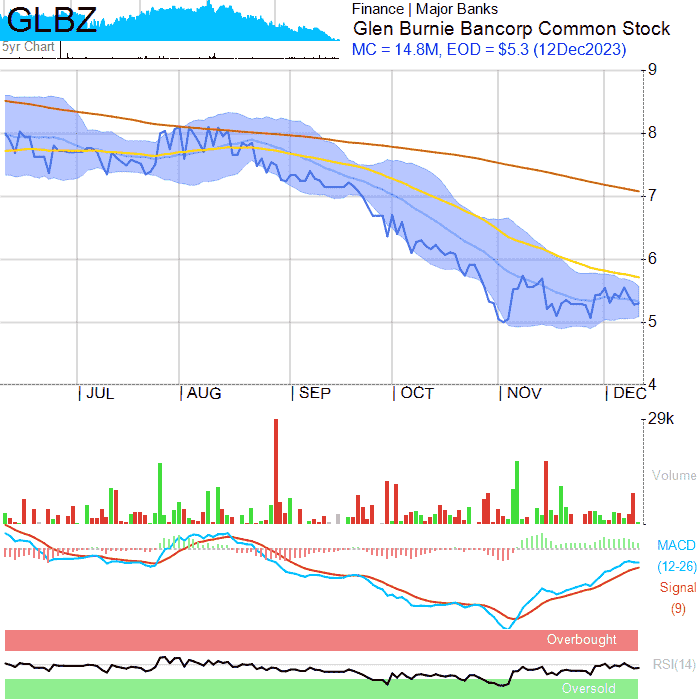 GLBZ
5yr Chart
Finance | Major Banks
Glen Burnie Bancorp Common Stock
MC = 14.8M, EOD = $5.3 (12Dec2023)
9
8
7
6
5
4
JUL AUG SEP OCT NOV DEC
29k
Volume
MACD
(12-26)
Signal
(9)
Overbought
RSI(14)
Oversold